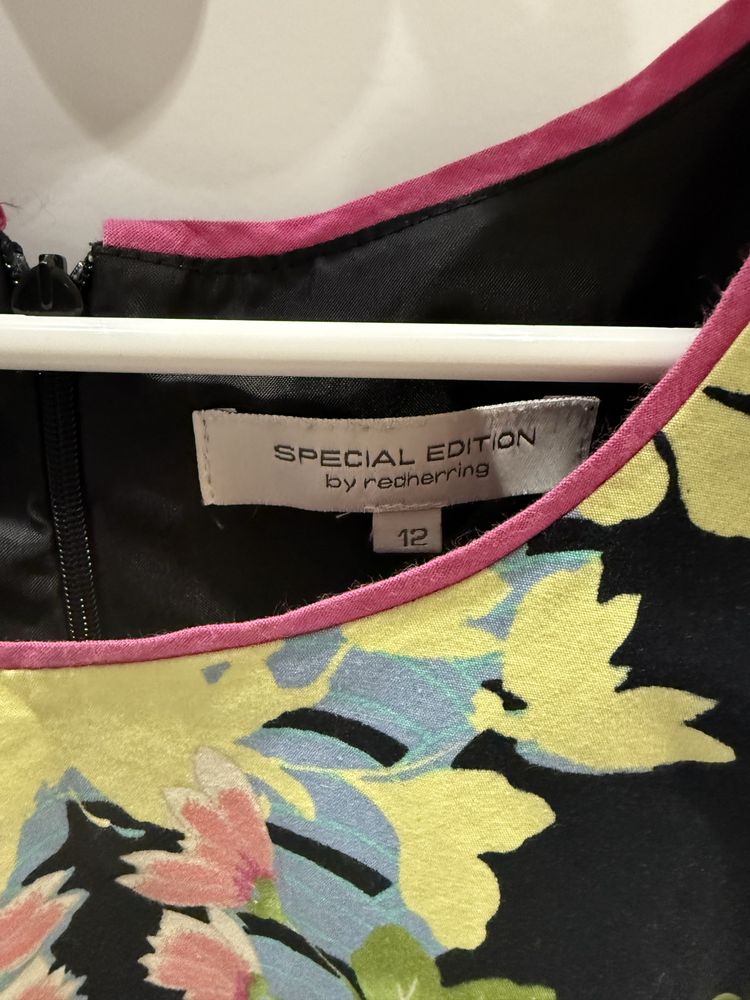 SPECIAL EDITION
by redherring
12